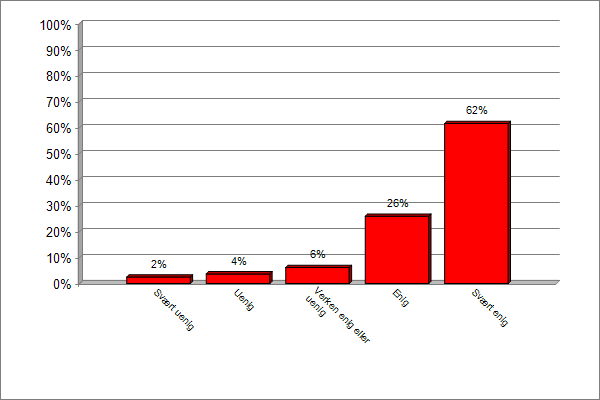 100%
90%
80%
70%
60%
50%
40%
30%
20%
10%
0%
2%
4%
6%
26%
62%
Svært uenig
Uenig
Verken enig eller
uenig
Enig
Svært enig